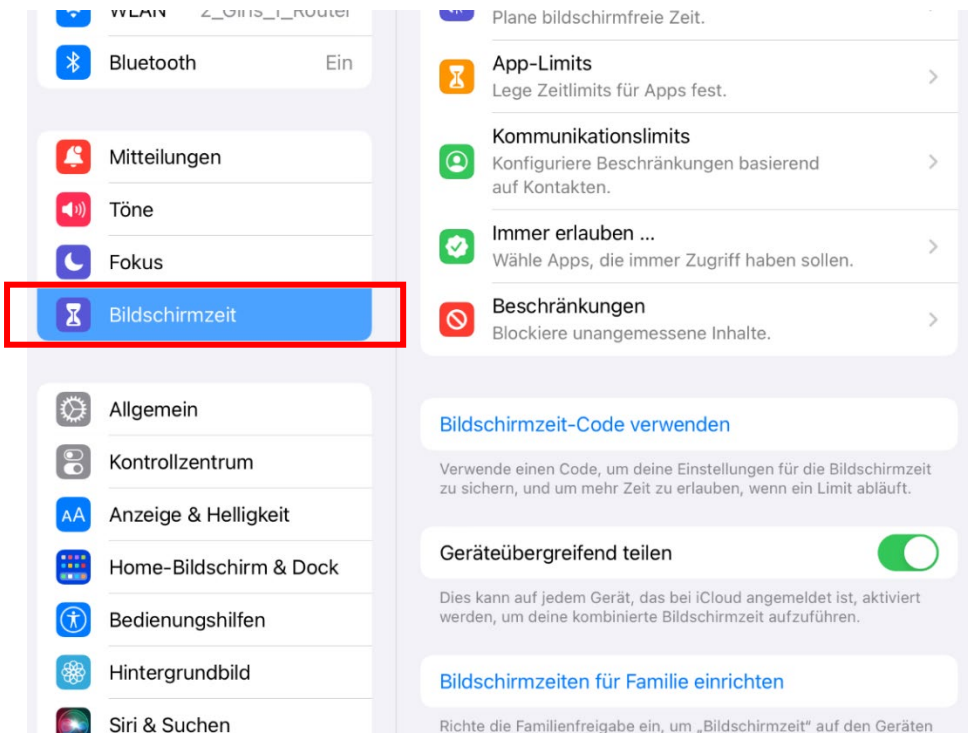 WLAN 2_Girls_1_Router
Bluetooth Ein
Mitteilungen
Töne
Fokus
Bildschirmzeit
Allgemein
Kontrollzentrum
AA Anzeige & Helligkeit
Home-Bildschirm & Dock
Bedienungshilfen
Hintergrundbild
Siri & Suchen
Plane bildschirmfreie Zeit.
App-Limits
Lege Zeitlimits für Apps fest.
Kommunikationslimits
Konfiguriere Beschränkungen basierend
auf Kontakten.
Immer erlauben ...
Wähle Apps, die immer Zugriff haben sollen.
Beschränkungen
Blockiere unangemessene Inhalte.
Bildschirmzeit-Code verwenden
Verwende einen Code, um deine Einstellungen für die Bildschirmzeit
zu sichern, und um mehr Zeit zu erlauben, wenn ein Limit abläuft.
Geräteübergreifend teilen
Dies kann auf jedem Gerät, das bei iCloud angemeldet ist, aktiviert
werden, um deine kombinierte Bildschirmzeit aufzuführen.
Bildschirmzeiten für Familie einrichten
Richte die Familienfreigabe ein, um „Bildschirmzeit" auf den Geräten